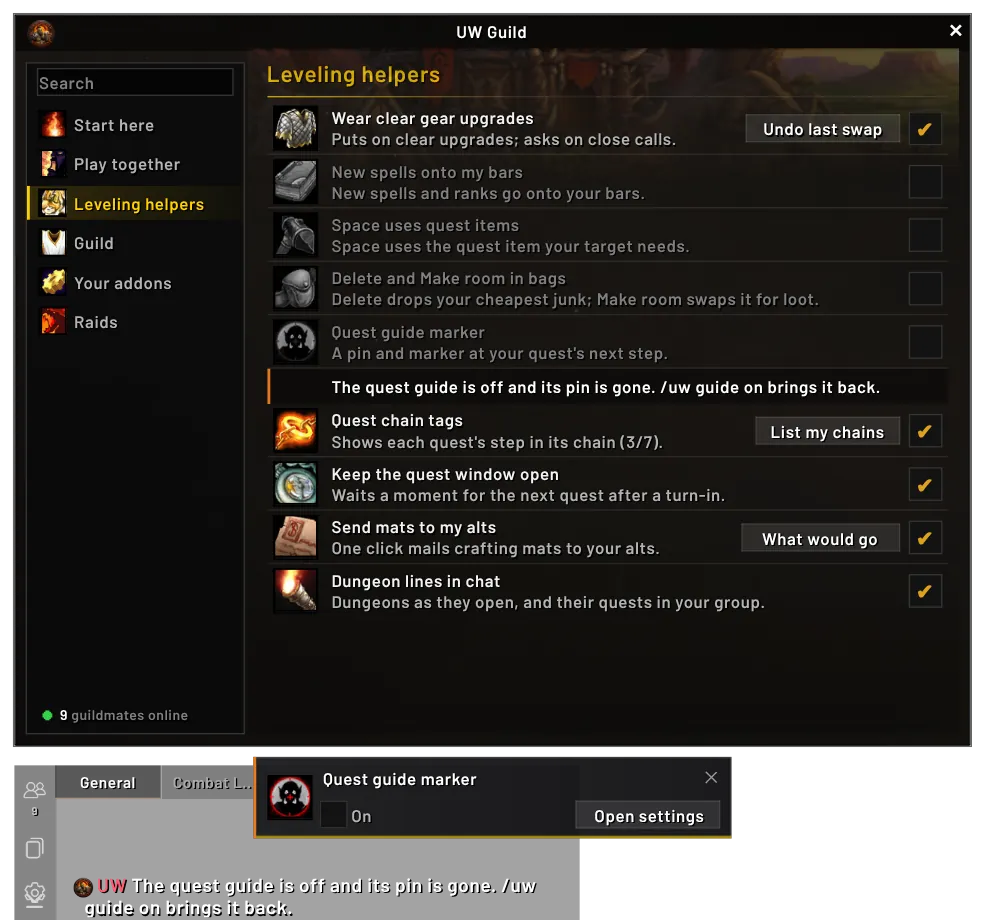 UW Guild
Search
Start here
Play together
Leveling helpers
Guild
Your addons
Raids
9 guildmates online
Leveling helpers
Wear clear gear upgrades
Puts on clear upgrades; asks on close calls.
Undo last swap
New spells onto my bars
New spells and ranks go onto your bars.
Space uses quest items
Space uses the quest item your target needs.
Delete and Make room in bags
Delete drops your cheapest junk; Make room swaps it for loot.
Quest guide marker
A pin and marker at your quest's next step.
The quest guide is off and its pin is gone. /uw guide on brings it back.
Quest chain tags
Shows each quest's step in its chain (3/7).
List my chains
Keep the quest window open
Waits a moment for the next quest after a turn-in.
Send mats to my alts
One click mails crafting mats to your alts.
What would go
Dungeon lines in chat
Dungeons as they open, and their quests in your group.
9
General
Combat L...
Quest guide marker
On
Open settings
UW The quest guide is off and its pin is gone. /uw
guide on brings it back.